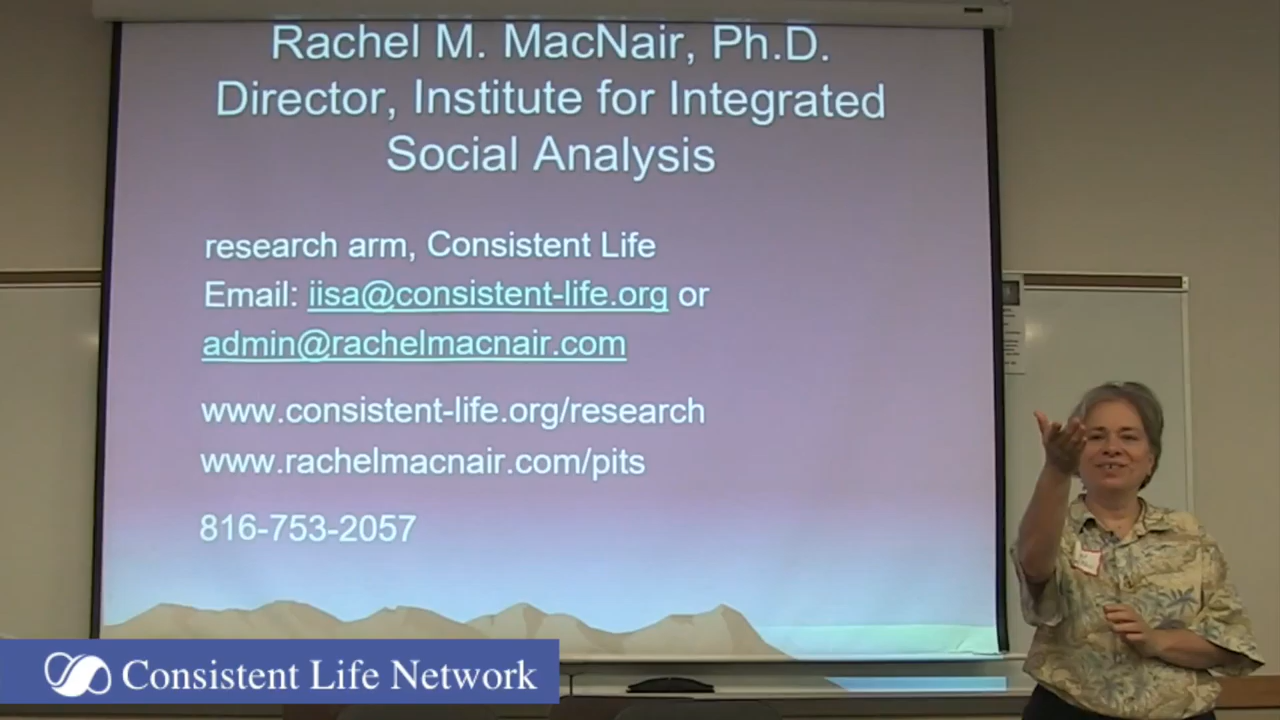 Rachel M. MacNair, Ph.D.
Director, Institute for Integrated
Social Analysis
research arm, Consistent Life
Email: iisa@consistent-life.org or
admin@rachelmacnair.com
www.consistent-life.org/research
www.rachelmacnair.com/pits
816-753-2057
Consistent Life Network